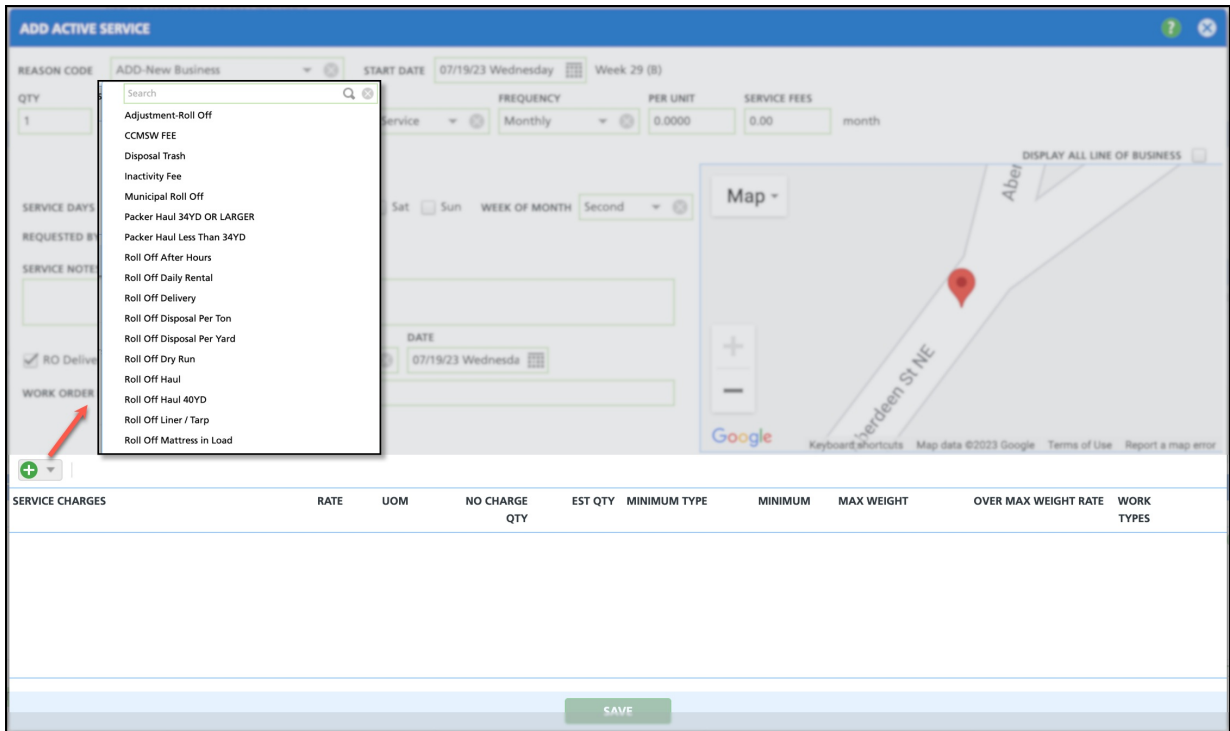 ADD ACTIVE SERVICE
REASON CODE ADD-New Business START DATE 07/19/23 Wednesday Week 29 (B)
QTY S FREQUENCY PER UNIT SERVICE FEES
1 Service Monthly 0.0000 0.00 month
Search
Adjustment-Roll Off
CCMSW FEE
Disposal Trash
Inactivity Fee
Municipal Roll Off
Packer Haul 34YD OR LARGER
Packer Haul Less Than 34YD
Roll Off After Hours
Roll Off Daily Rental
Roll Off Delivery
Roll Off Disposal Per Ton
Roll Off Disposal Per Yard
Roll Off Dry Run
Roll Off Haul
Roll Off Haul 40YD
Roll Off Liner / Tarp
Roll Off Mattress in Load
DISPLAY ALL LINE OF BUSINESS
SERVICE DAYS Sat Sun WEEK OF MONTH Second
REQUESTED BY
SERVICE NOTES
DATE
RO Delive 07/19/23 Wednesda
WORK ORDER
Map
Aber
berdeen St NE
Google Keyboard shortcuts Map data ©2023 Google Terms of Use Report a map error
SERVICE CHARGES RATE UOM NO CHARGE QTY EST QTY MINIMUM TYPE MINIMUM MAX WEIGHT OVER MAX WEIGHT RATE WORK TYPES
SAVE